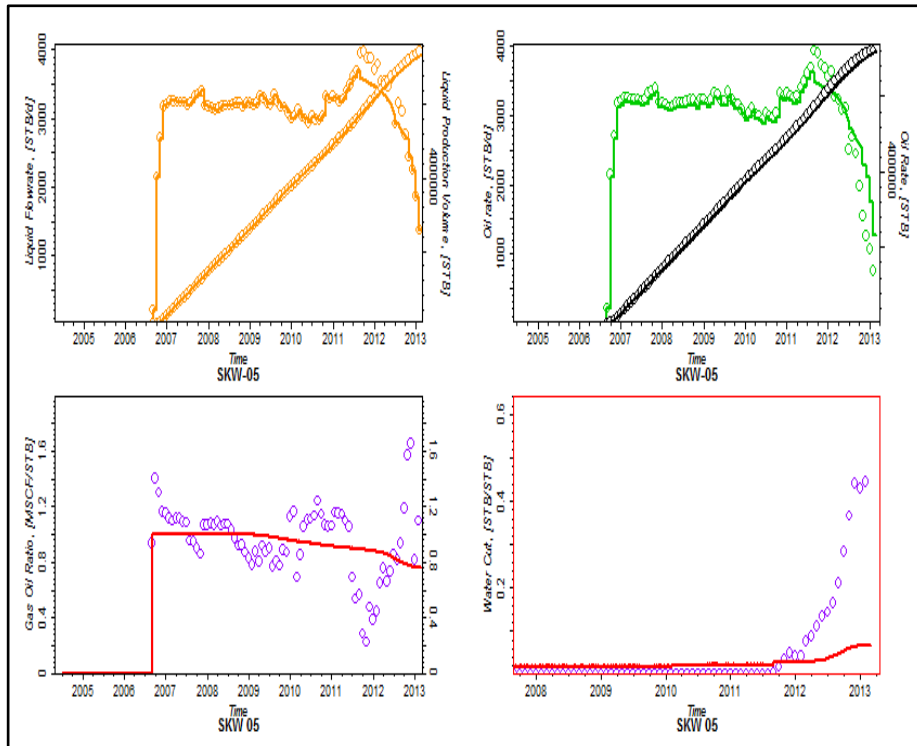 4000
3000
2000
1000
Liquid Flowrate, [STB/d]
4000000
Liquid Production Volume, [STB]
2005 2006 2007 2008 2009 2010 2011 2012 2013
Time
SKW-05
4000
3000
2000
1000
Oil rate, [STB/d]
4000000
Oil Rate, [STB]
2005 2006 2007 2008 2009 2010 2011 2012 2013
Time
SKW-05
1.6
1.2
0.8
0.4
0
Gas Oil Ratio, [MSCF/STB]
1.6
1.2
0.8
0.4
0
2005 2006 2007 2008 2009 2010 2011 2012 2013
Time
SKW 05
0.6
0.4
0.2
Water Cut, [STB/STB]
2008 2009 2010 2011 2012 2013
Time
SKW 05